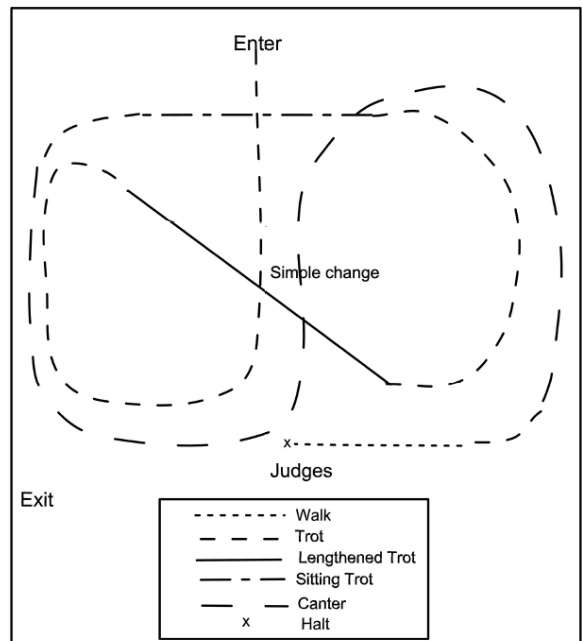 Enter
Simple change
x
Judges
Exit
Walk
Trot
Lengthened Trot
Sitting Trot
Canter
x Halt